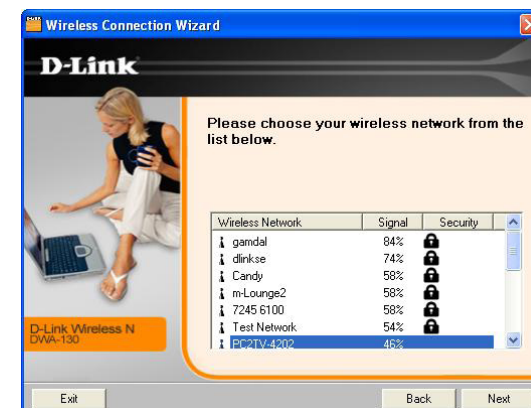 Wireless Connection Wizard
D-Link
Please choose your wireless network from the
list below.
Wireless Network Signal Security
gamdal 84%
dlinkse 74%
Candy 58%
m-Lounge2 58%
7245 6100 58%
Test Network 54%
PC2TV-4202 46%
D-Link Wireless N
DWA-130
Exit Back Next